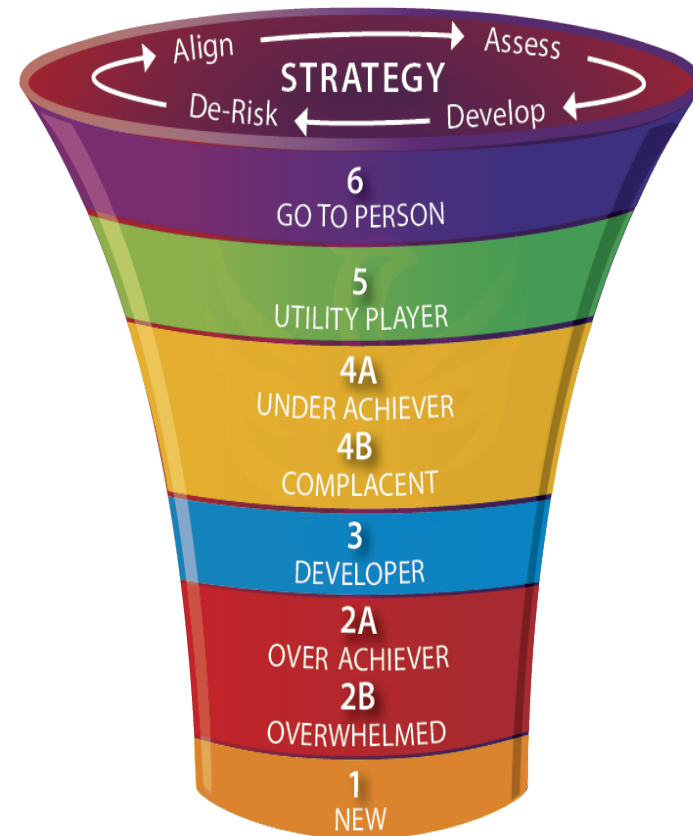 Align
Assess
STRATEGY
De-Risk
Develop
6
GO TO PERSON
5
UTILITY PLAYER
4A
UNDER ACHIEVER
4B
COMPLACENT
3
DEVELOPER
2A
OVER ACHIEVER
2B
OVERWHELMED
1
NEW